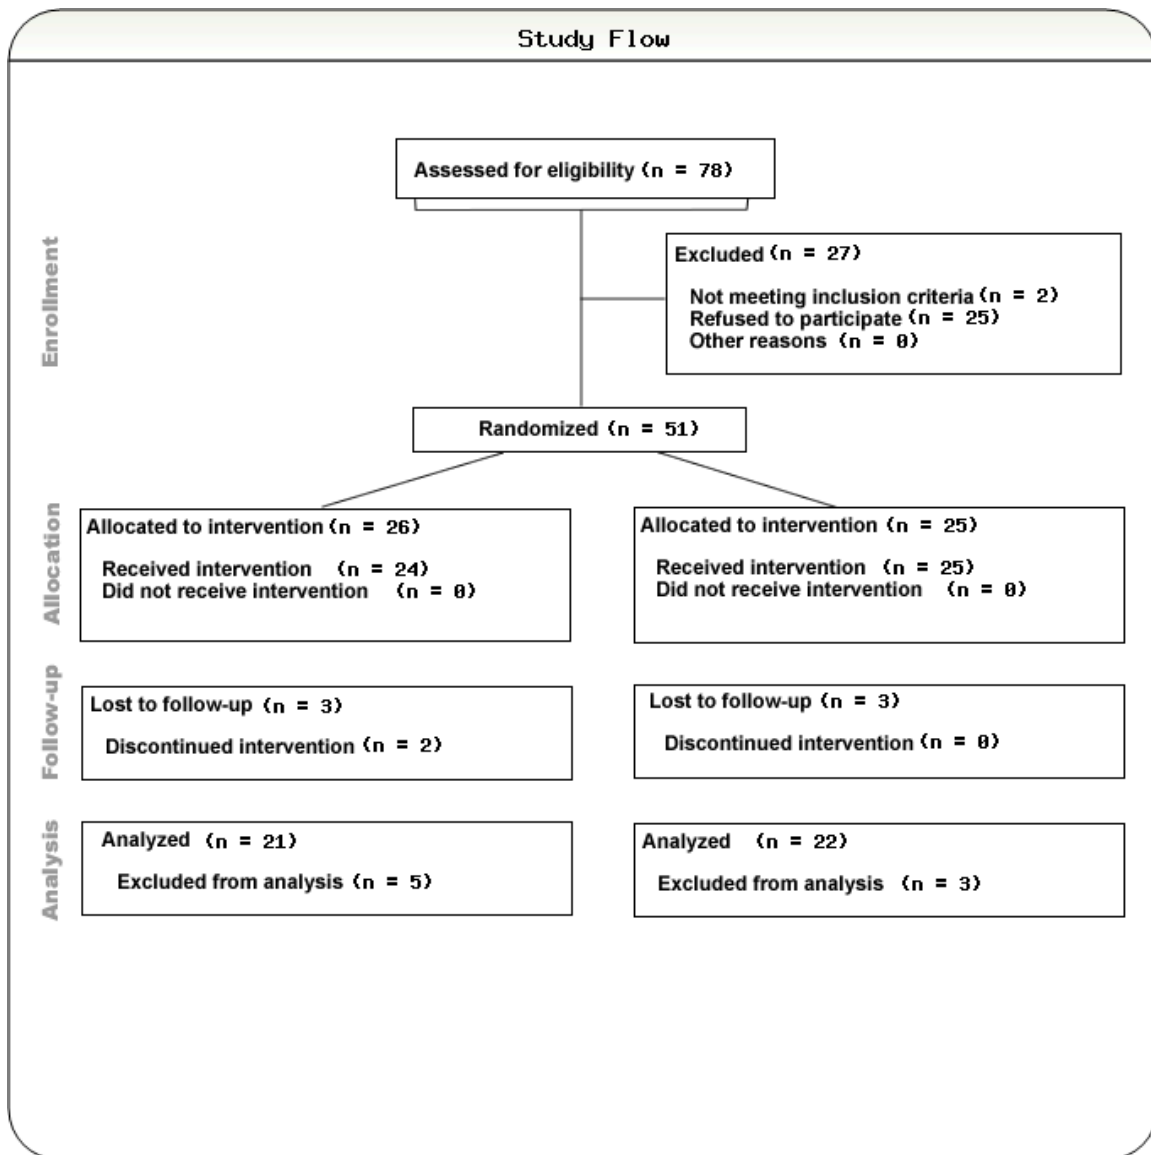 Study Flow
Assessed for eligibility (n = 78)
Enrollment
Excluded (n = 27)
Not meeting inclusion criteria (n = 2)
Refused to participate (n = 25)
Other reasons (n = 0)
Randomized (n = 51)
Allocation
Allocated to intervention (n = 26)
Received intervention (n = 24)
Did not receive intervention (n = 0)
Allocated to intervention (n = 25)
Received intervention (n = 25)
Did not receive intervention (n = 0)
Follow-up
Lost to follow-up (n = 3)
Discontinued intervention (n = 2)
Lost to follow-up (n = 3)
Discontinued intervention (n = 0)
Analysis
Analyzed (n = 21)
Excluded from analysis (n = 5)
Analyzed (n = 22)
Excluded from analysis (n = 3)